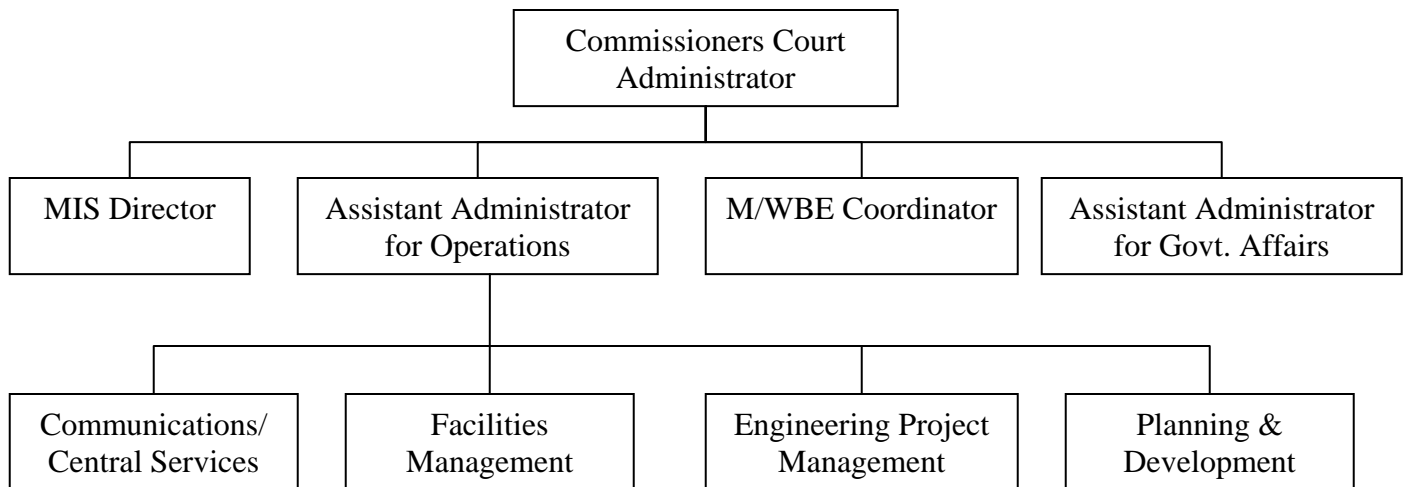 Commissioners Court
Administrator
MIS Director
Assistant Administrator
for Operations
M/WBE Coordinator
Assistant Administrator
for Govt. Affairs
Communications/
Central Services
Facilities
Management
Engineering Project
Management
Planning &
Development